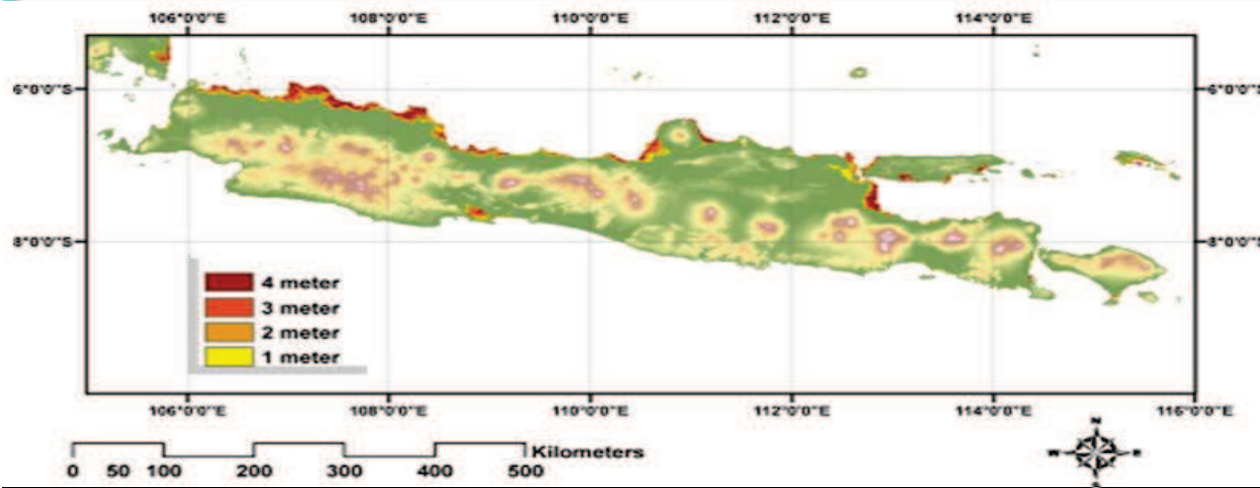 106°0'0"E 108°0'0"E 110°0'0"E 112°0'0"E 114°0'0"E
6°0'0"S 6°0'0"S
8°0'0"S 8°0'0"S
4 meter
3 meter
2 meter
1 meter
106°0'0"E 108°0'0"E 110°0'0"E 112°0'0"E 114°0'0"E 116°0'0"E
N
Kilometers
W E
0 50 100 200 300 400 500
S